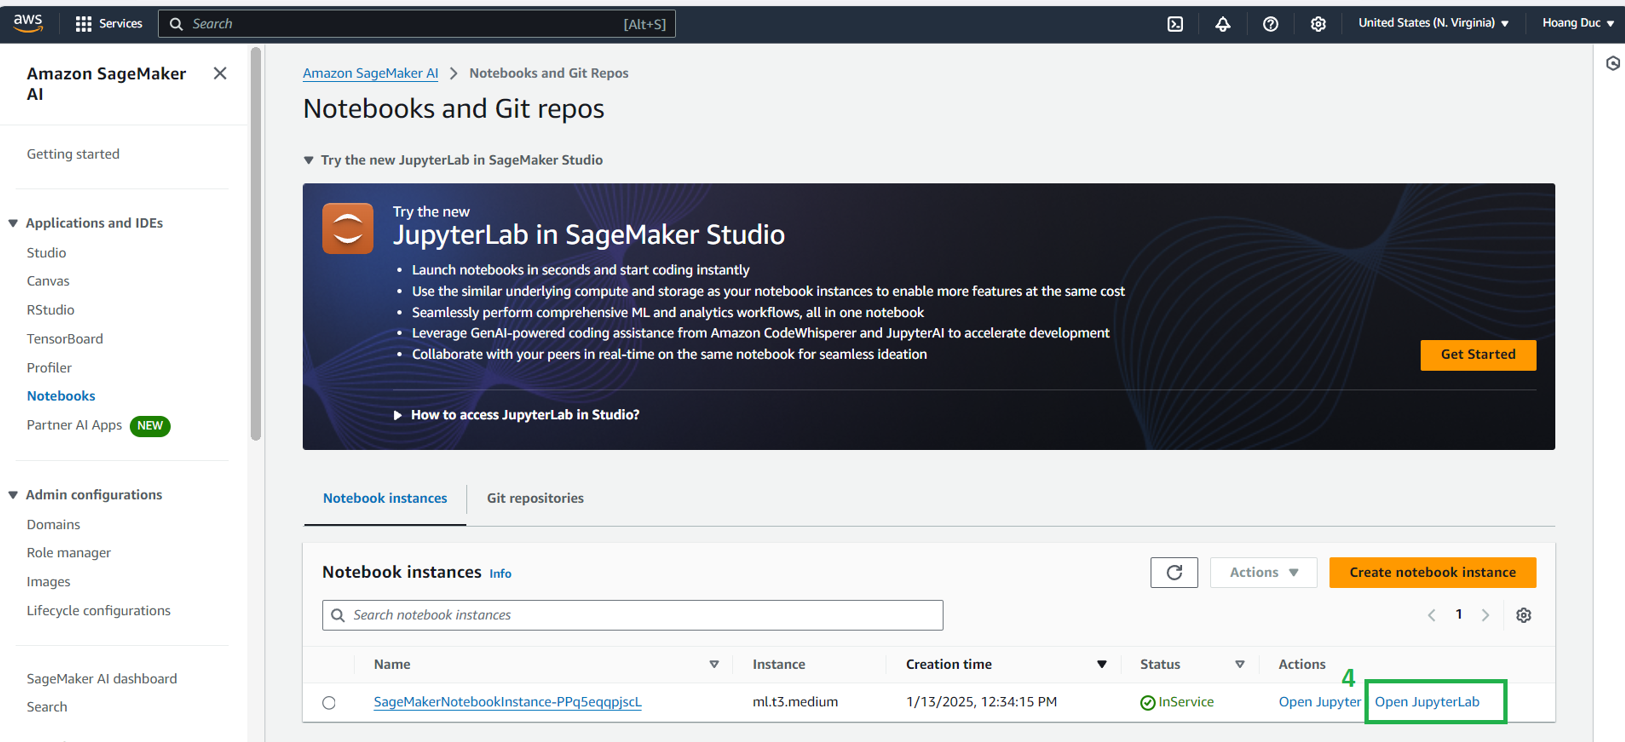 aws
Services
Search
[Alt+S]
United States (N. Virginia)
Hoang Duc
Amazon SageMaker
AI
Getting started
Applications and IDEs
Studio
Canvas
RStudio
TensorBoard
Profiler
Notebooks
Partner AI Apps NEW
Admin configurations
Domains
Role manager
Images
Lifecycle configurations
SageMaker AI dashboard
Search
Amazon SageMaker AI > Notebooks and Git Repos
Notebooks and Git repos
Try the new JupyterLab in SageMaker Studio
Try the new
JupyterLab in SageMaker Studio
• Launch notebooks in seconds and start coding instantly
• Use the similar underlying compute and storage as your notebook instances to enable more features at the same cost
• Seamlessly perform comprehensive ML and analytics workflows, all in one notebook
• Leverage GenAI-powered coding assistance from Amazon CodeWhisperer and JupyterAI to accelerate development
• Collaborate with your peers in real-time on the same notebook for seamless ideation
Get Started
How to access JupyterLab in Studio?
Notebook instances
Git repositories
Notebook instances Info
Actions
Create notebook instance
Search notebook instances
1
Name
Instance
Creation time
Status
Actions
4
SageMakerNotebookInstance-PPq5eqqpjscL
ml.t3.medium
1/13/2025, 12:34:15 PM
InService
Open Jupyter
Open JupyterLab